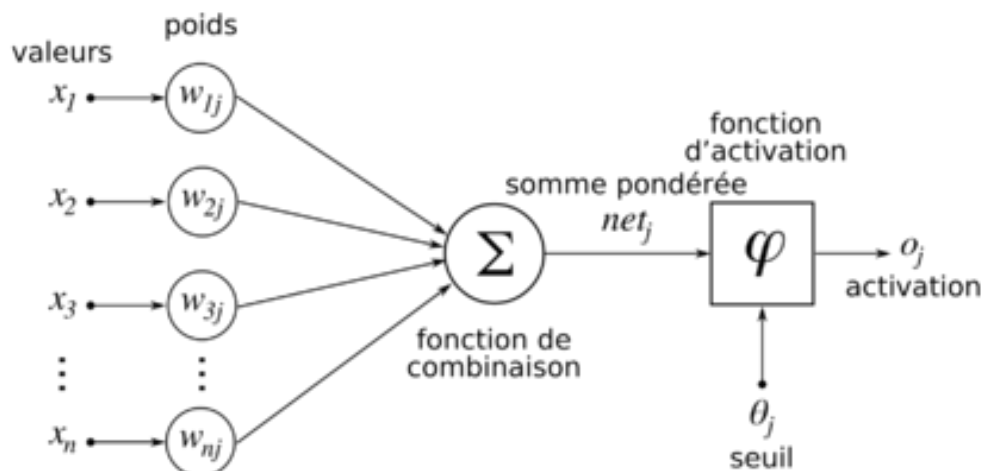 valeurs
poids
x₁
w₁ⱼ
x₂
w₂ⱼ
x₃
w₃ⱼ
⋮
⋮
xₙ
wₙⱼ
Σ
fonction de
combinaison
somme pondérée
netⱼ
fonction
d'activation
φ
oⱼ
activation
θⱼ
seuil